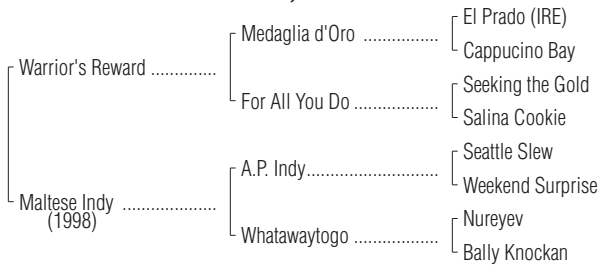 El Prado (IRE)
Medaglia d'Oro ................
Cappucino Bay
Warrior's Reward ..............
Seeking the Gold
For All You Do ..................
Salina Cookie
Seattle Slew
A.P. Indy............................
Weekend Surprise
Maltese Indy ....................
(1998)
Nureyev
Whatawaytogo ..................
Bally Knockan